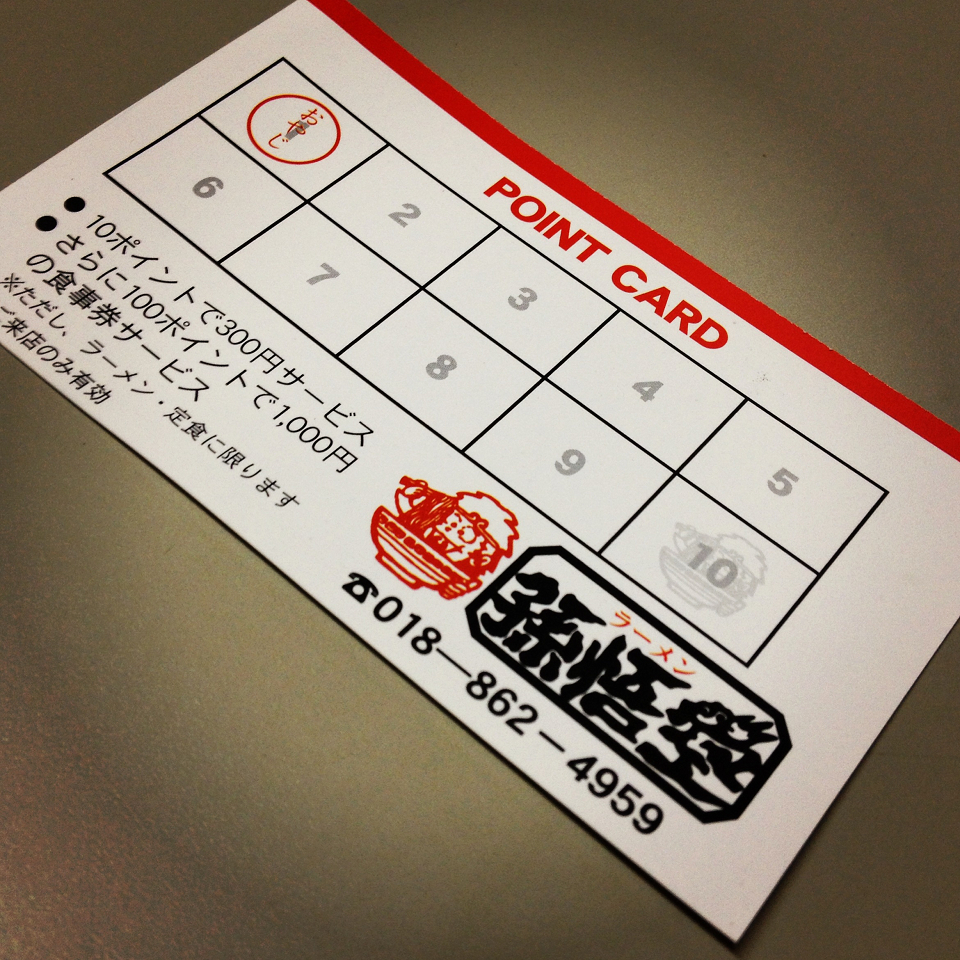 POINT CARD
おやじ
2
3
4
5
6
7
8
9
10
●10ポイントで300円サービス
●さらに100ポイントで1,000円
の食事券サービス
※ただし、ラーメン・定食に限ります
来店のみ有効
ラーメン
孫悟空
☎018-862-4959